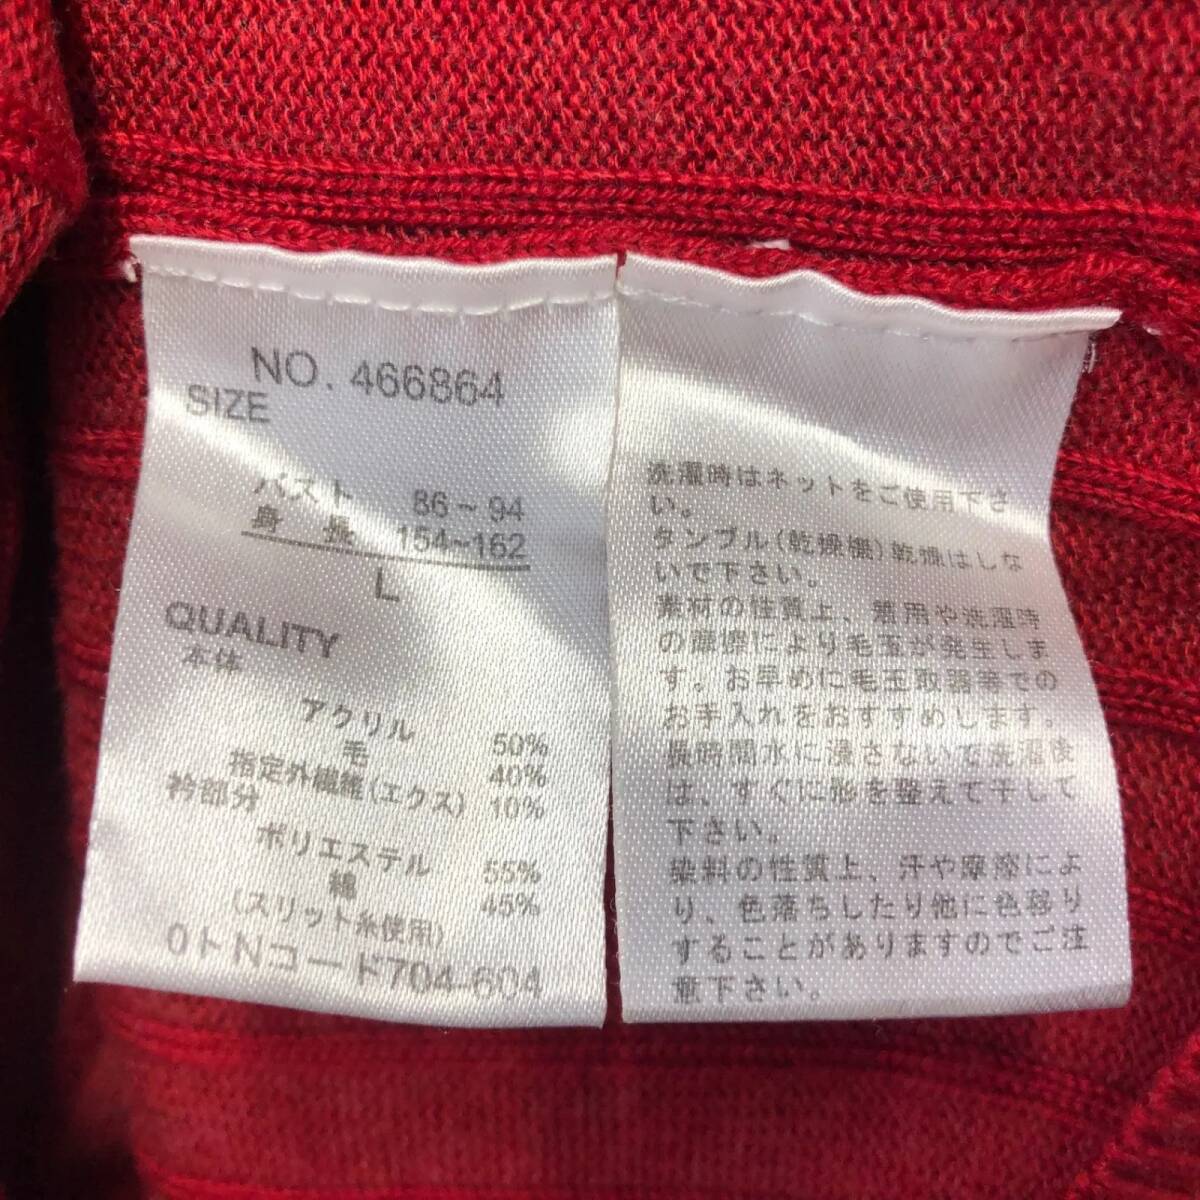 NO. 466864
SIZE
バスト 86~94
身 長 154~162
L
QUALITY
本体
アクリル 50%
毛 40%
指定外繊維(エクス) 10%
衿部分
ポリエステル 55%
綿 45%
(スリット糸使用)
0トNコード704-604
洗濯時はネットをご使用下さ
い。
タンブル(乾燥機)乾燥はしな
いで下さい。
素材の性質上、着用や洗濯時
の摩擦により毛玉が発生しま
す。お早めに毛玉取器等での
お手入れをおすすめします。
長時間水に浸さないで洗濯後
は、すぐに形を整えて干して
下さい。
染料の性質上、汗や摩擦によ
り、色落ちしたり他に色移り
することがありますのでご注
意下さい。